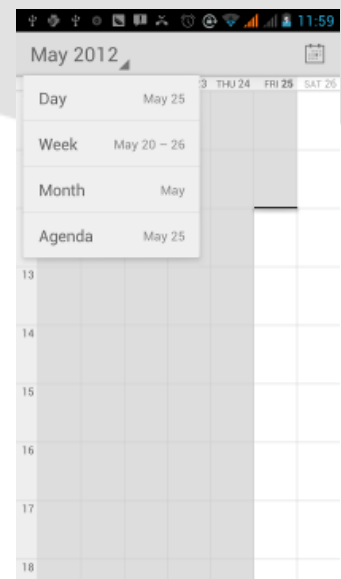 11:59
May 2012
3 THU 24 FRI 25 SAT 26
Day May 25
Week May 20 – 26
Month May
Agenda May 25
13
14
15
16
17
18